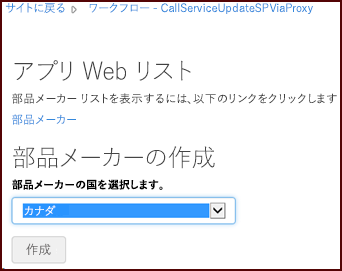 サイトに戻る ▷ ワークフロー - CallServiceUpdateSPViaProxy
アプリ Web リスト
部品メーカー リストを表示するには、以下のリンクをクリックします
部品メーカー
部品メーカーの作成
部品メーカーの国を選択します。
カナダ
作成